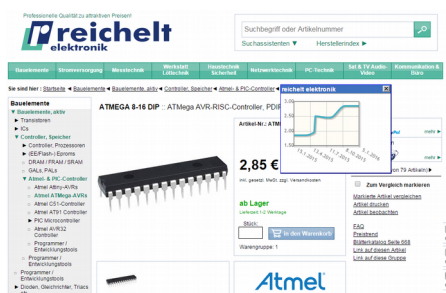 Professionelle Qualität zu attraktiven Preisen!
reichelt
elektronik
Suchbegriff oder Artikelnummer
Suchassistenten ▼ Herstellerindex ►
Bauelemente Stromversorgung Messtechnik Werkstatt Löttechnik Haustechnik Sicherheit Netzwerktechnik PC-Technik Sat & TV Audio-Video Kommunikation & Büro
Sie sind hier : Startseite ◄ Bauelemente ◄ Bauelemente, aktiv ◄ Controller, Speicher ◄ Atmel- & PIC-Controller ◄
reichelt elektronik
Bauelemente
▼ Bauelemente, aktiv
► Transistoren
► ICs
▼ Controller, Speicher
► Controller, Prozessoren
► (EE/Flash-) Eproms
DRAM / FRAM / SRAM
GALs, PALs
▼ Atmel- & PIC-Controller
Atmel Attiny-AVRs
Atmel ATMega-AVRs
Atmel C51-Controller
Atmel AT91 Controller
► PIC Microcontroller
Atmel AVR32 Controller
Programmer / Entwicklungstools
Programmer / Entwicklungstools
Programmer / Entwicklungstools
► Dioden, Gleichrichter, Triacs
ATMEGA 8-16 DIP :: ATMega AVR-RISC-Controller, PDIP
Artikel-Nr.: ATM
2,85 €
inkl. gesetzl. MwSt. zzgl. Versandkosten
ab Lager
Lieferzeit 1-2 Werktage
Stück:
in den Warenkorb
Warengruppe: 1
Atmel
mehr ►
mehr ►
von 79 Artikeln) ►
Zum Vergleich markieren
Markierte Artikel vergleichen
Artikel drucken
Artikel beobachten
FAQ
Preistrend
Blätterkatalog Seite 668
Link auf diesen Artikel
Link auf diese Gruppe